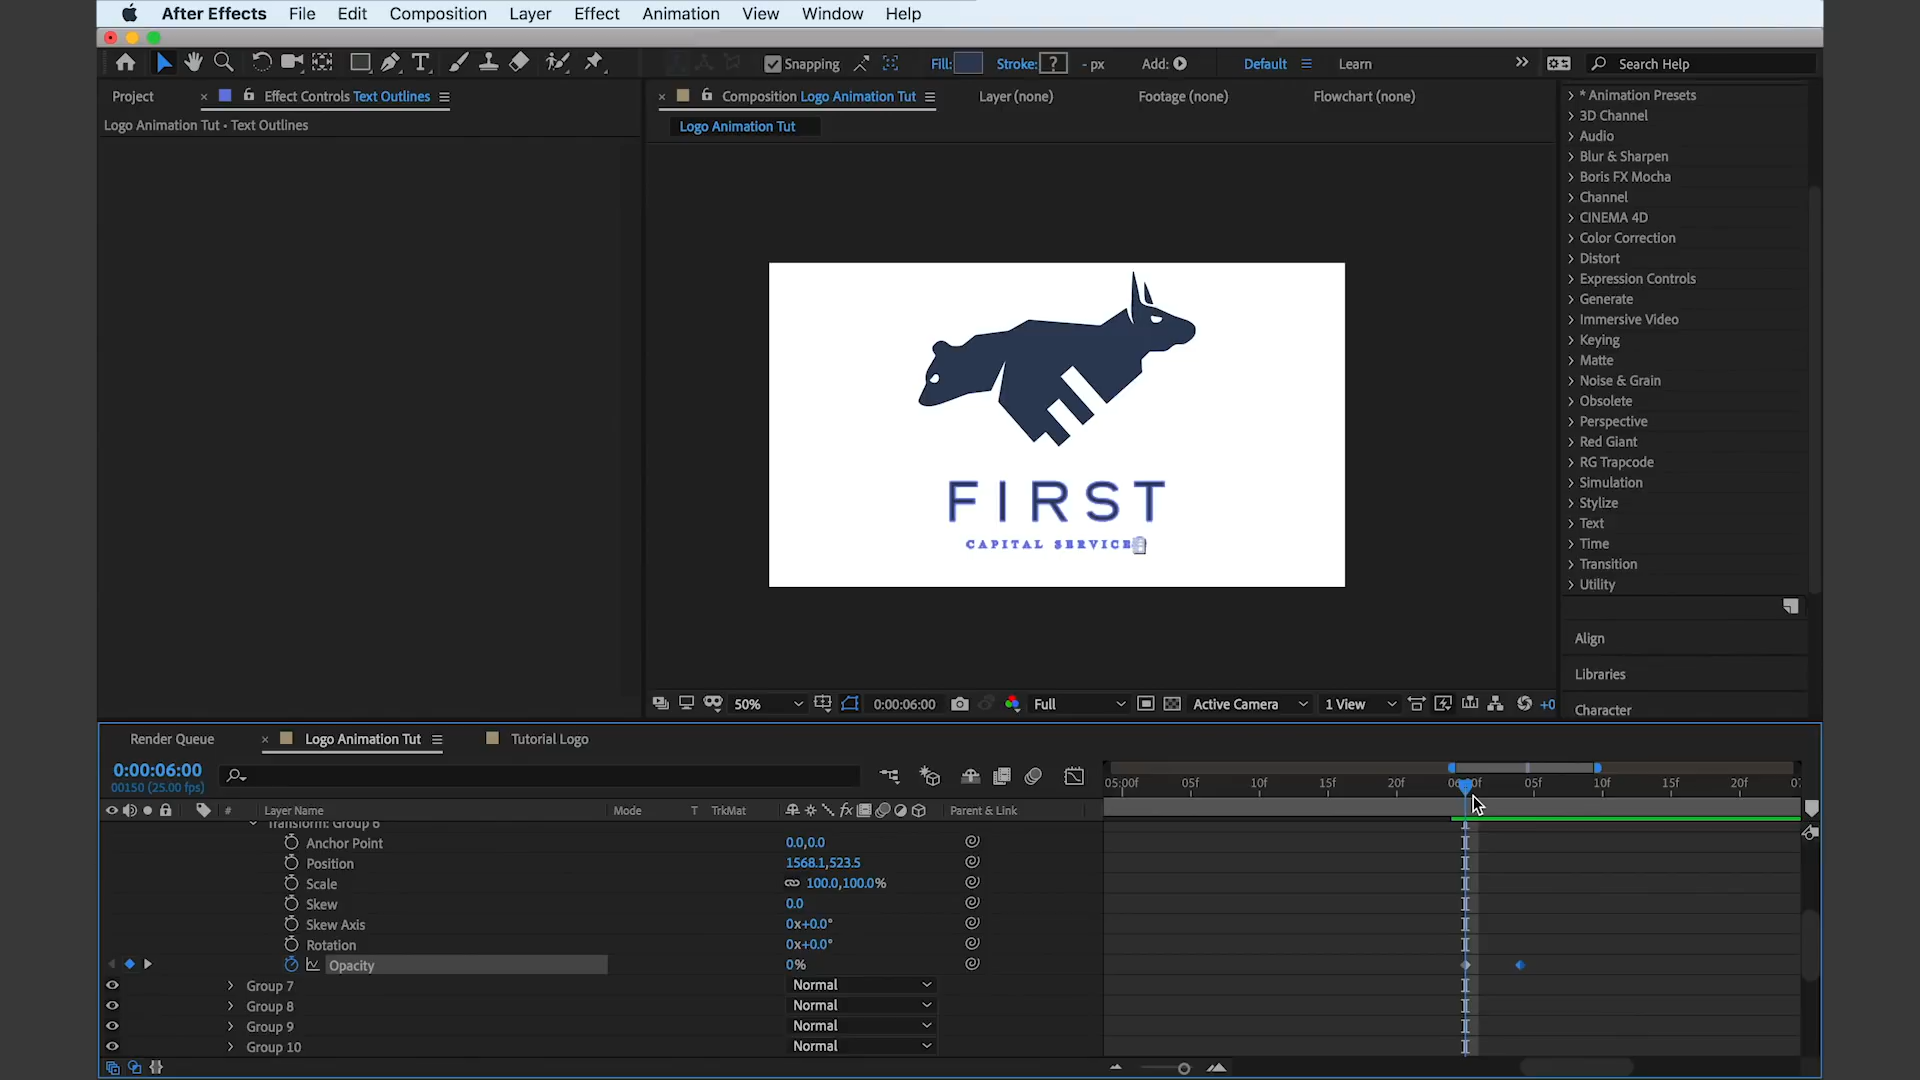 After Effects File Edit Composition Layer Effect Animation View Window Help
Snapping Fill: Stroke: ? - px Add: Default Learn Search Help
Project Effect Controls Text Outlines Composition Logo Animation Tut Layer (none) Footage (none) Flowchart (none)
Logo Animation Tut • Text Outlines
Logo Animation Tut
* Animation Presets
3D Channel
Audio
Blur & Sharpen
Boris FX Mocha
Channel
CINEMA 4D
Color Correction
Distort
Expression Controls
Generate
Immersive Video
Keying
Matte
Noise & Grain
Obsolete
Perspective
Red Giant
RG Trapcode
Simulation
Stylize
Text
Time
Transition
Utility
Align
Libraries
Character
FIRST
CAPITAL SERVICE
50% 0:00:06:00 Full Active Camera 1 View +0
Render Queue Logo Animation Tut Tutorial Logo
0:00:06:00
00150 (25.00 fps)
05:00f 05f 10f 15f 20f 05f 10f 15f 20f
# Layer Name Mode T TrkMat fx Parent & Link
Transform: Group 6
Anchor Point 0.0,0.0
Position 1568.1,523.5
Scale 100.0,100.0%
Skew 0.0
Skew Axis 0x+0.0°
Rotation 0x+0.0°
Opacity 0%
Group 7 Normal
Group 8 Normal
Group 9 Normal
Group 10 Normal